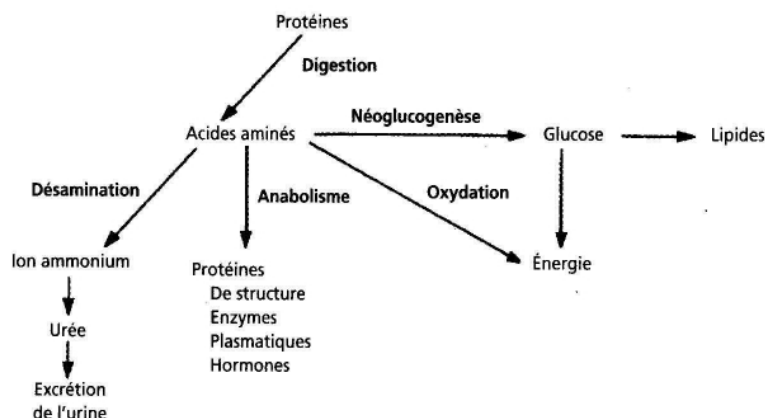 Protéines
Digestion
Néoglucogenèse
Acides aminés
Glucose
Lipides
Désamination
Anabolisme
Oxydation
Ion ammonium
Protéines
De structure
Enzymes
Plasmatiques
Hormones
Énergie
Urée
Excrétion
de l'urine